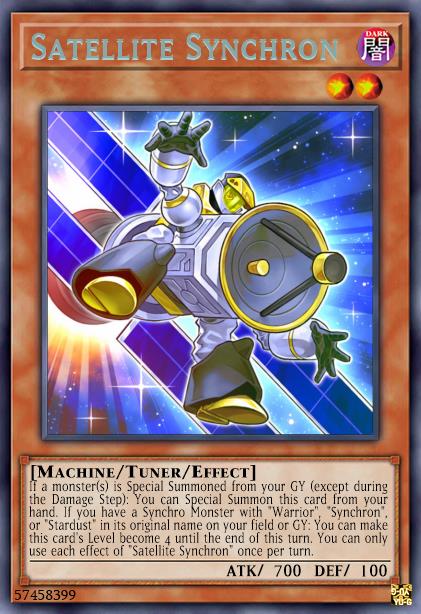 SATELLITE SYNCHRON
DARK
闇
[MACHINE/TUNER/EFFECT]
If a monster(s) is Special Summoned from your GY (except during
the Damage Step): You can Special Summon this card from your
hand. If you have a Synchro Monster with "Warrior", "Synchron",
or "Stardust" in its original name on your field or GY: You can make
this card's Level become 4 until the end of this turn. You can only
use each effect of "Satellite Synchron" once per turn.
ATK/ 700 DEF/ 100
57458399